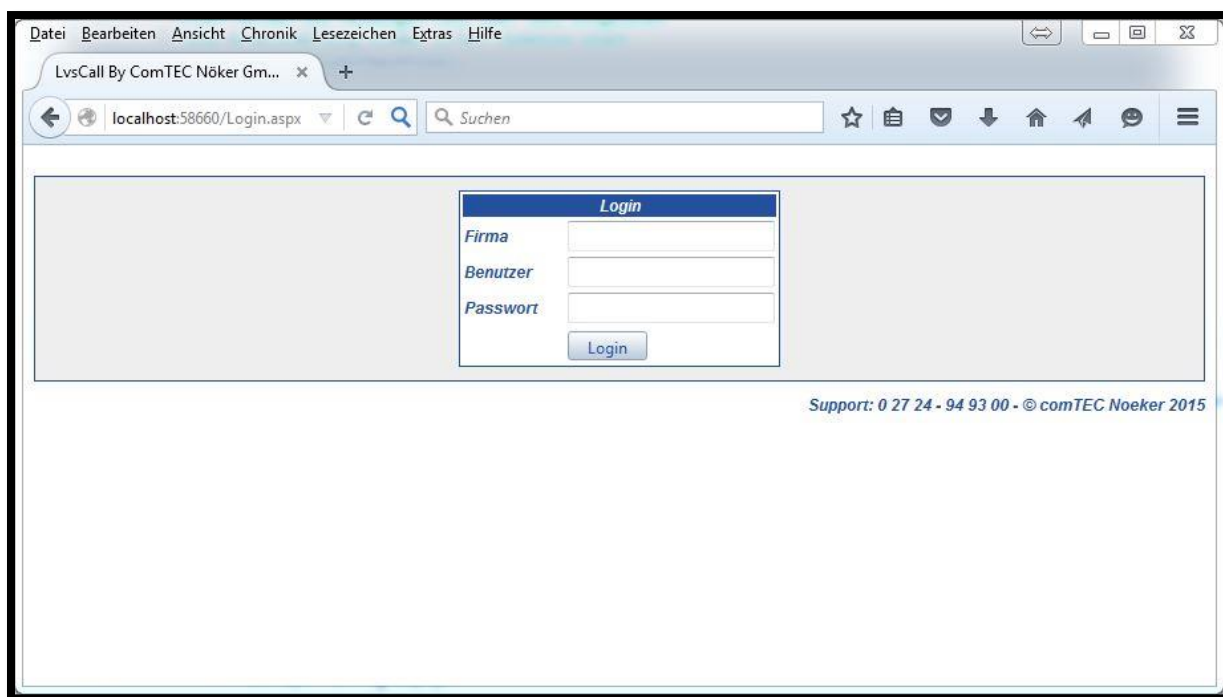 Datei Bearbeiten Ansicht Chronik Lesezeichen Extras Hilfe
LvsCall By ComTEC Nöker Gm...
localhost:58660/Login.aspx Suchen
Login
Firma
Benutzer
Passwort
Login
Support: 0 27 24 - 94 93 00 - © comTEC Noeker 2015